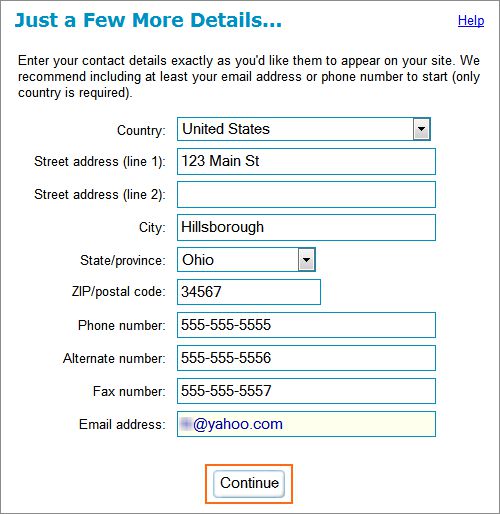 Just a Few More Details...
Help
Enter your contact details exactly as you'd like them to appear on your site. We
recommend including at least your email address or phone number to start (only
country is required).
Country: United States
Street address (line 1): 123 Main St
Street address (line 2):
City: Hillsborough
State/province: Ohio
ZIP/postal code: 34567
Phone number: 555-555-5555
Alternate number: 555-555-5556
Fax number: 555-555-5557
Email address: @yahoo.com
Continue